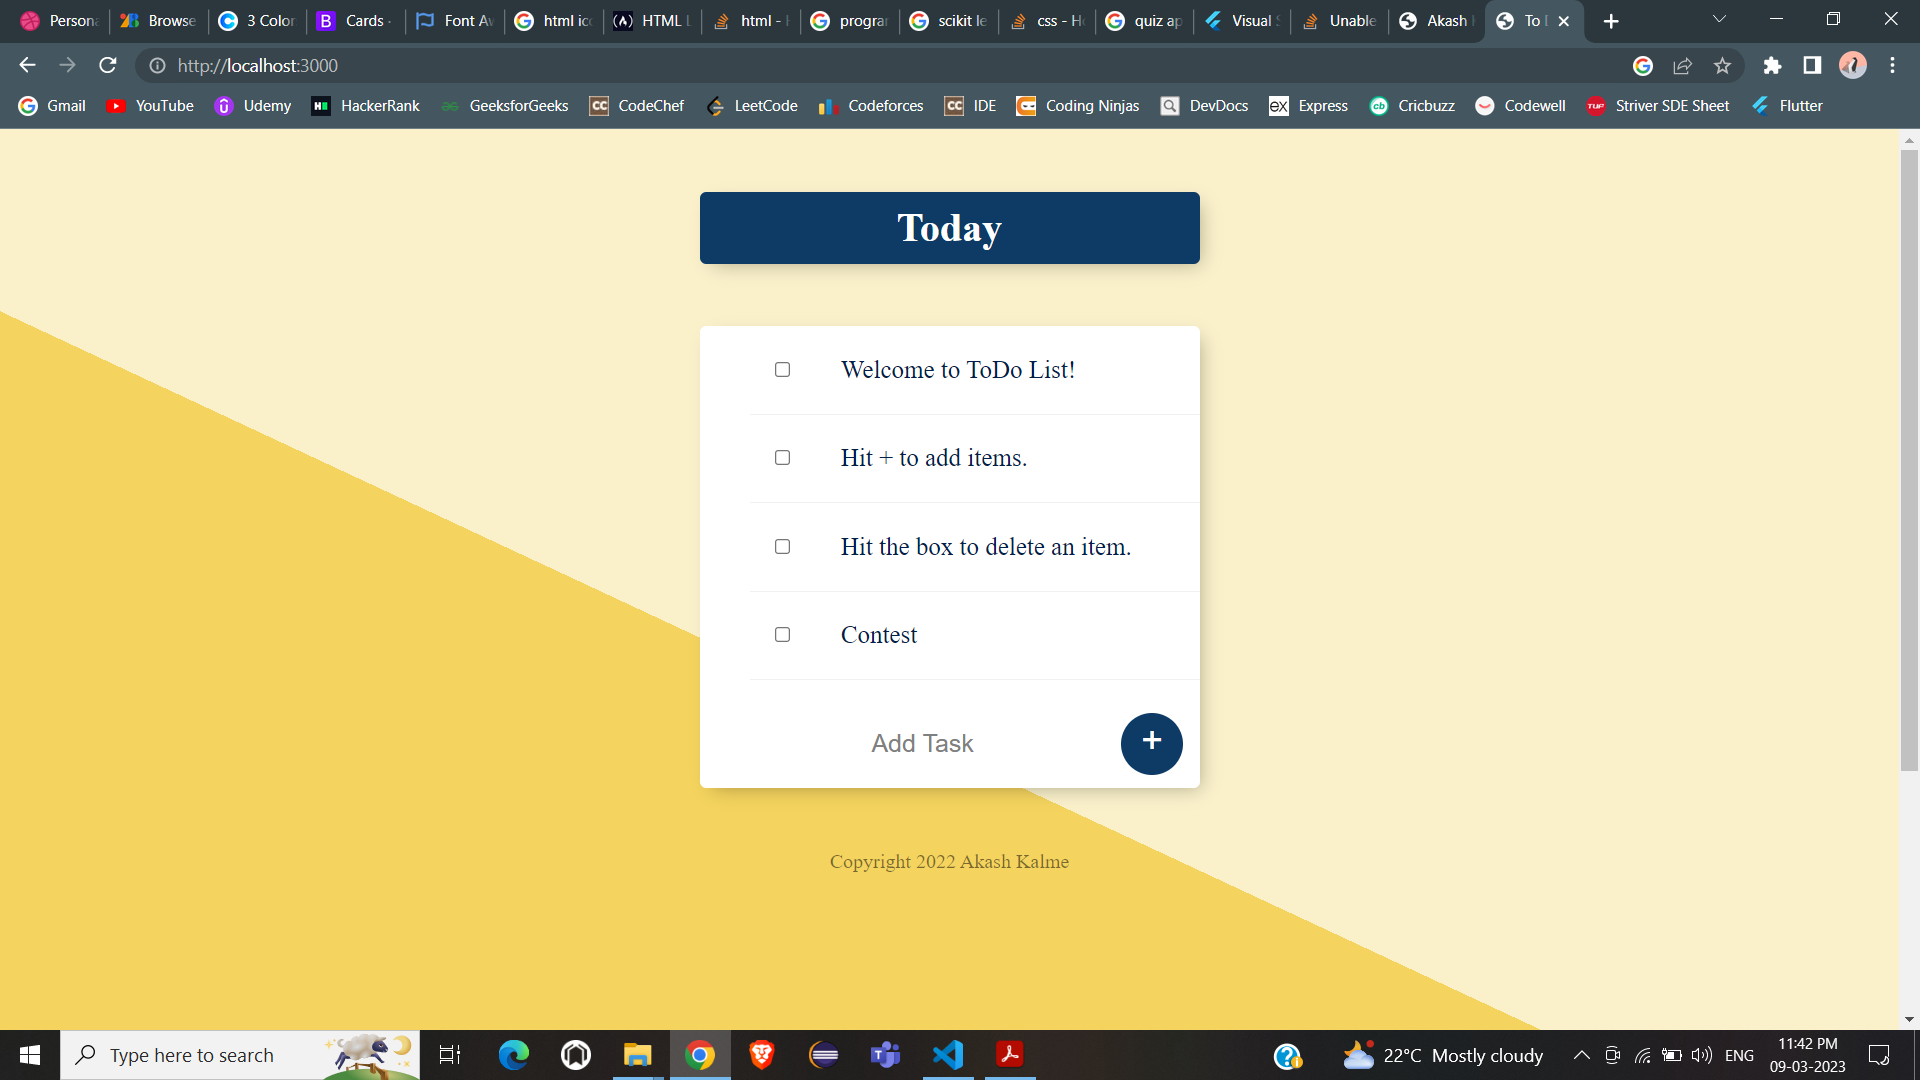 Persona Browse 3 Color Cards - Font Aw html ico HTML L html - H program scikit le css - Ho quiz ap Visual S Unable Akash To D
http://localhost:3000
Gmail YouTube Udemy HackerRank GeeksforGeeks CodeChef LeetCode Codeforces IDE Coding Ninjas DevDocs Express Cricbuzz Codewell Striver SDE Sheet Flutter
Today
Welcome to ToDo List!
Hit + to add items.
Hit the box to delete an item.
Contest
Add Task
+
Copyright 2022 Akash Kalme
Type here to search
22°C Mostly cloudy
ENG
11:42 PM
09-03-2023